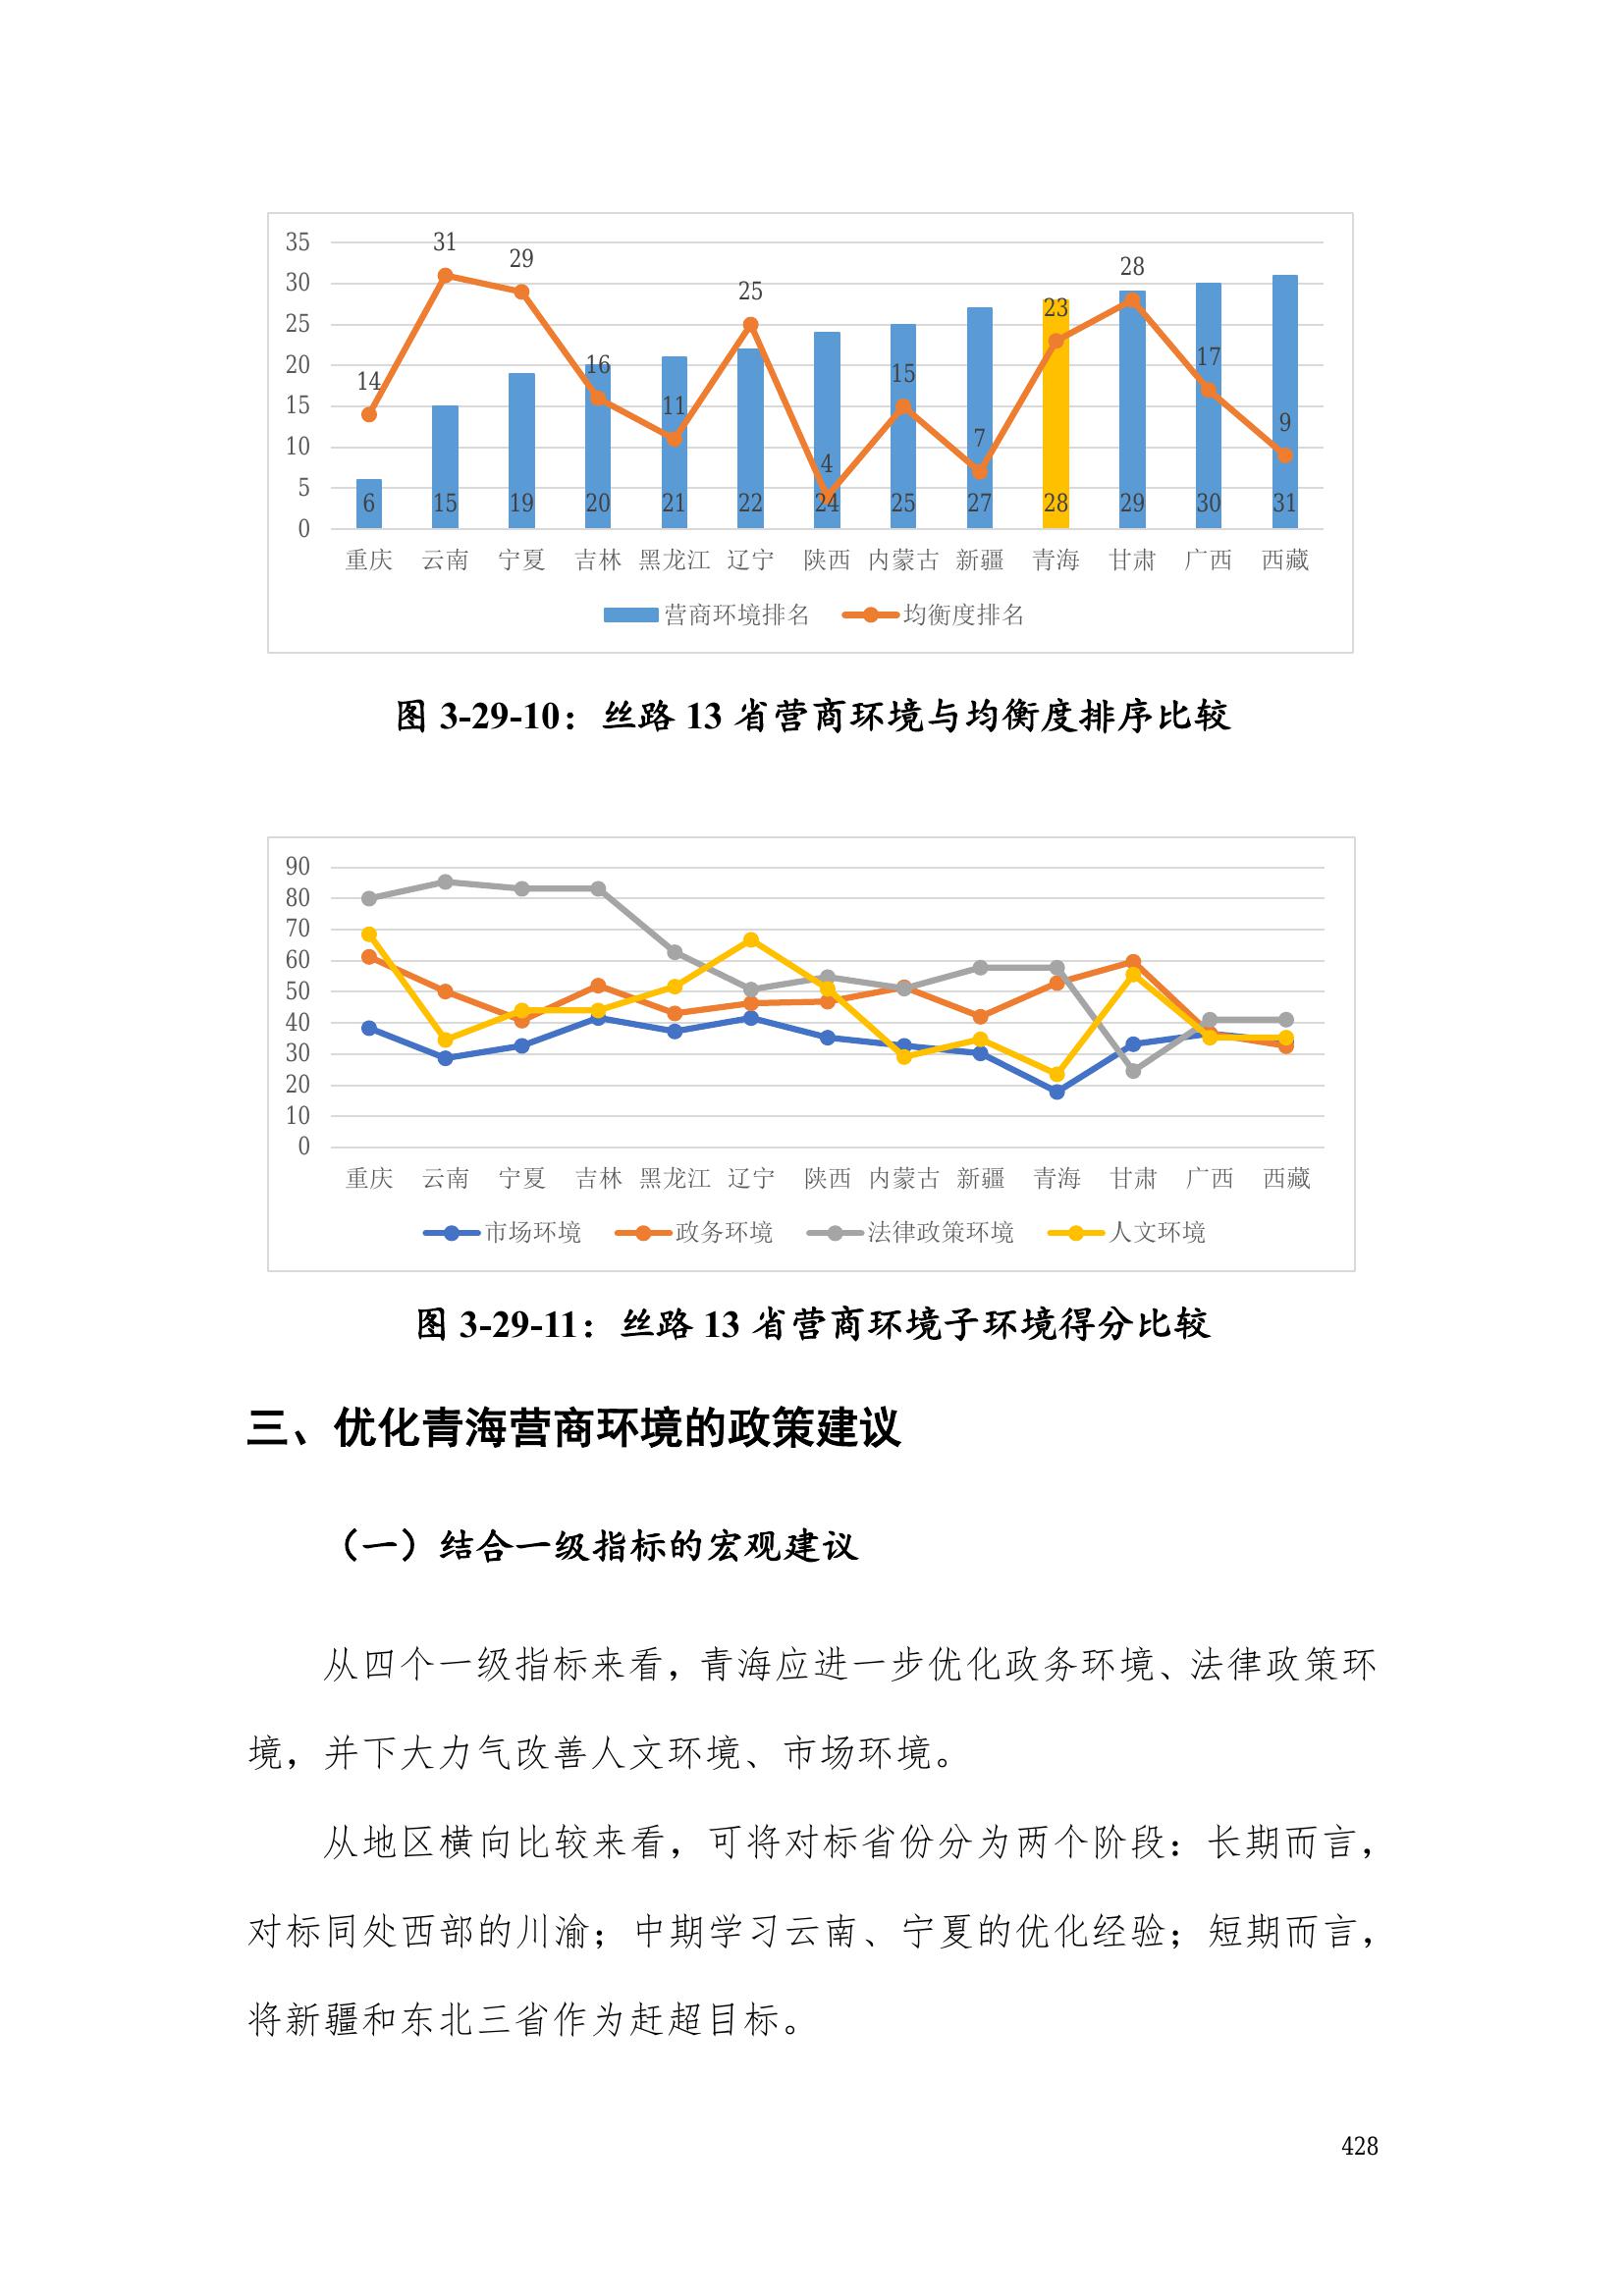 35
30
25
20
15
10
5
0
14 31 29 16 11 25 4 15 7 23 28 17 9
6 15 19 20 21 22 24 25 27 28 29 30 31
重庆 云南 宁夏 吉林 黑龙江 辽宁 陕西 内蒙古 新疆 青海 甘肃 广西 西藏
营商环境排名 均衡度排名
图 3-29-10：丝路 13 省营商环境与均衡度排序比较
90
80
70
60
50
40
30
20
10
0
重庆 云南 宁夏 吉林 黑龙江 辽宁 陕西 内蒙古 新疆 青海 甘肃 广西 西藏
市场环境 政务环境 法律政策环境 人文环境
图 3-29-11：丝路 13 省营商环境子环境得分比较
三、优化青海营商环境的政策建议
（一）结合一级指标的宏观建议
从四个一级指标来看，青海应进一步优化政务环境、法律政策环
境，并下大力气改善人文环境、市场环境。
从地区横向比较来看，可将对标省份分为两个阶段：长期而言，
对标同处西部的川渝；中期学习云南、宁夏的优化经验；短期而言，
将新疆和东北三省作为赶超目标。
428